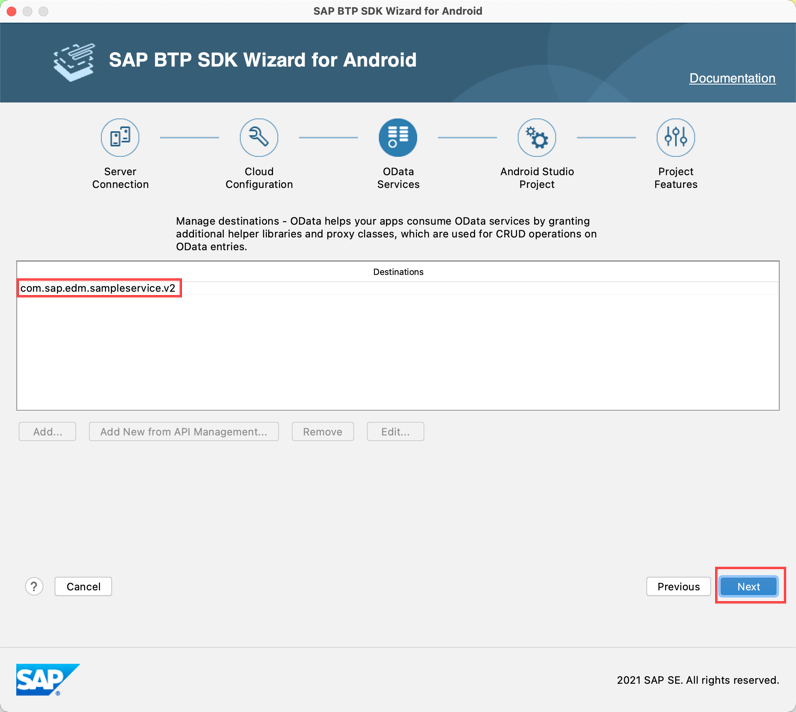 SAP BTP SDK Wizard for Android
SAP BTP SDK Wizard for Android
Documentation
Server
Connection
Cloud
Configuration
OData
Services
Android Studio
Project
Project
Features
Manage destinations - OData helps your apps consume OData services by granting
additional helper libraries and proxy classes, which are used for CRUD operations on
OData entries.
Destinations
com.sap.edm.sampleservice.v2
Add...
Add New from API Management...
Remove
Edit...
?
Cancel
Previous
Next
SAP®
2021 SAP SE. All rights reserved.